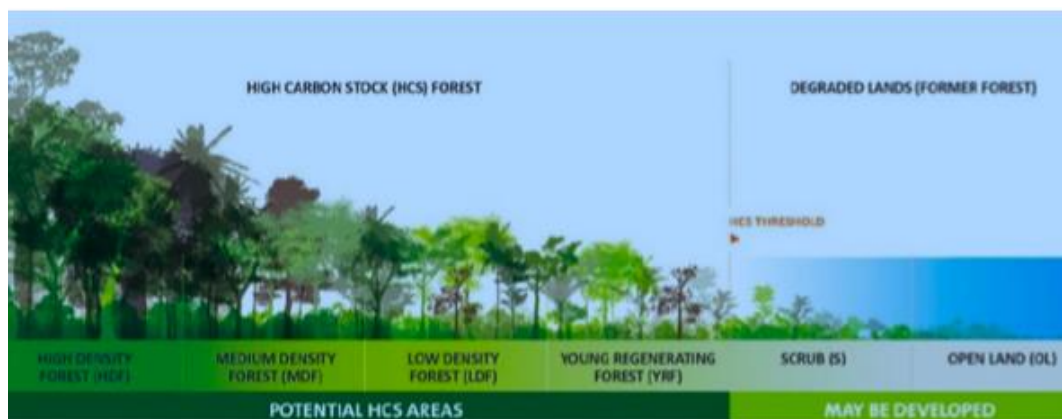 HIGH CARBON STOCK (HCS) FOREST
DEGRADED LANDS (FORMER FOREST)
HCS THRESHOLD
HIGH DENSITY
FOREST (HDF)
MEDIUM DENSITY
FOREST (MDF)
LOW DENSITY
FOREST (LDF)
YOUNG REGENERATING
FOREST (YRF)
SCRUB (S)
OPEN LAND (OL)
POTENTIAL HCS AREAS
MAY BE DEVELOPED